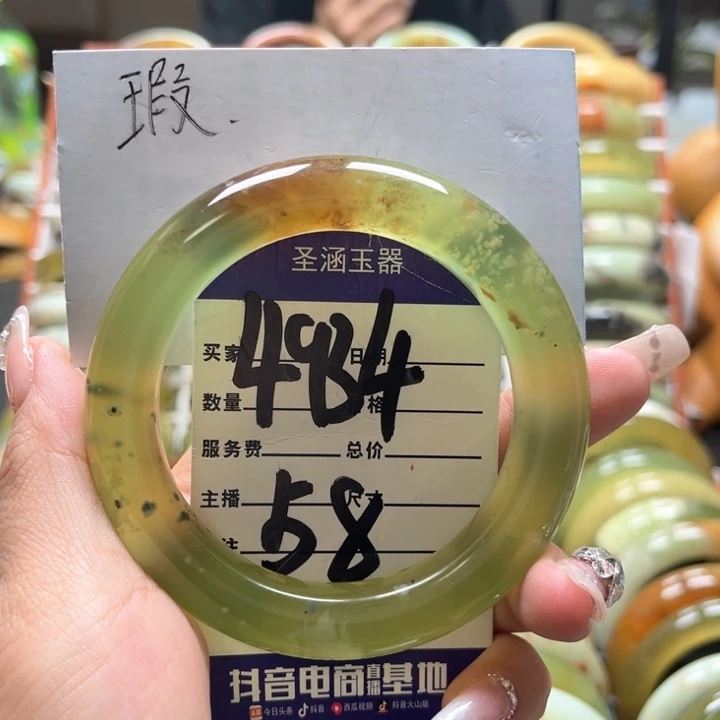 瑕.
圣涵玉器
4984
买家 日期
数量 格
服务费 总价
58
主播 尺寸
注
抖音电商直播基地
今日头条 抖音 西瓜视频 抖音火山版